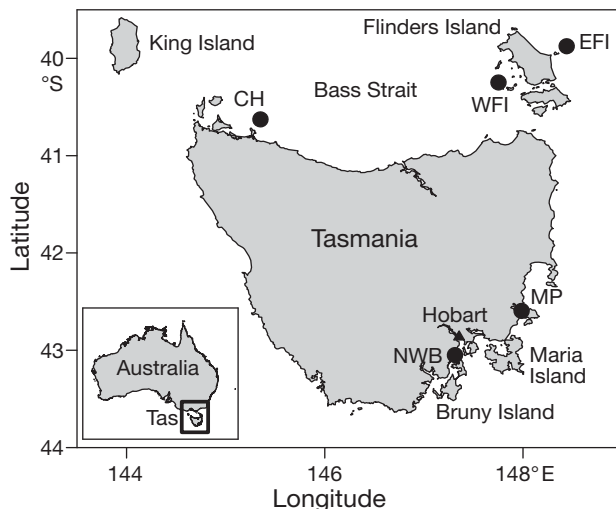 Flinders Island
King Island
EFI
40
°S
CH
Bass Strait
WFI
41
Latitude
42
Tasmania
MP
Hobart
43
NWB
Australia
Maria
Island
Tas
Bruny Island
44
144
146
148°E
Longitude